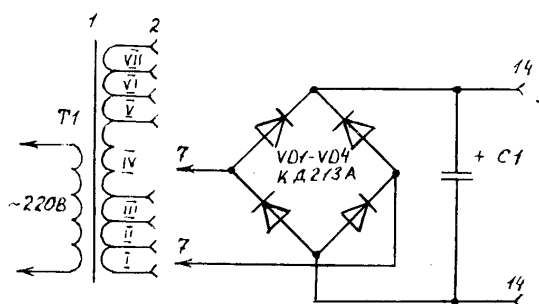 1 2
14
VII
VI
V
T1
IV
7
VD1-VD4
КД213А
+ C1
~220В
III
II
7
I
14